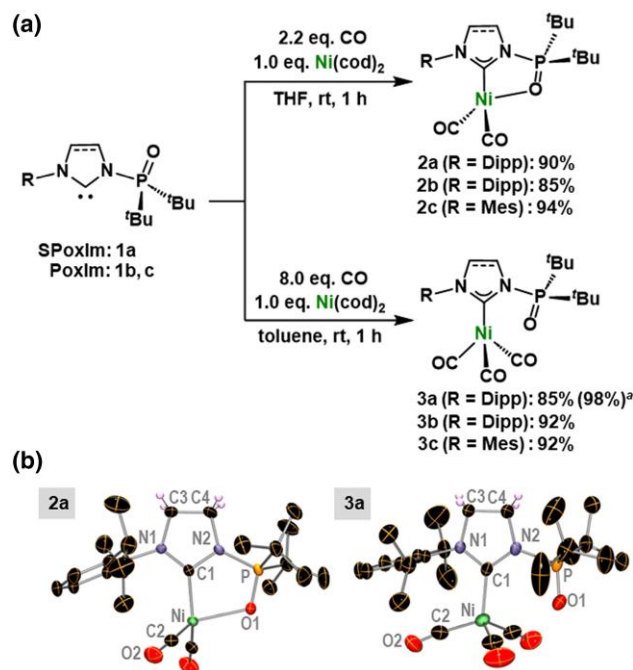 (a)
2.2 eq. CO
1.0 eq. Ni(cod)2
THF, rt, 1 h
R N N P O tBu tBu
Ni
OC CO
2a (R = Dipp): 90%
2b (R = Dipp): 85%
2c (R = Mes): 94%
R N N P O tBu tBu
SPoxIm: 1a
PoxIm: 1b, c
8.0 eq. CO
1.0 eq. Ni(cod)2
toluene, rt, 1 h
R N N P O tBu tBu
Ni
OC CO CO
3a (R = Dipp): 85% (98%)a
3b (R = Dipp): 92%
3c (R = Mes): 92%
(b)
2a
C3 C4
N1 N2
C1 P
Ni
C2 O1
O2
3a
C3 C4
N1 N2
C1 P
Ni O1
C2
O2